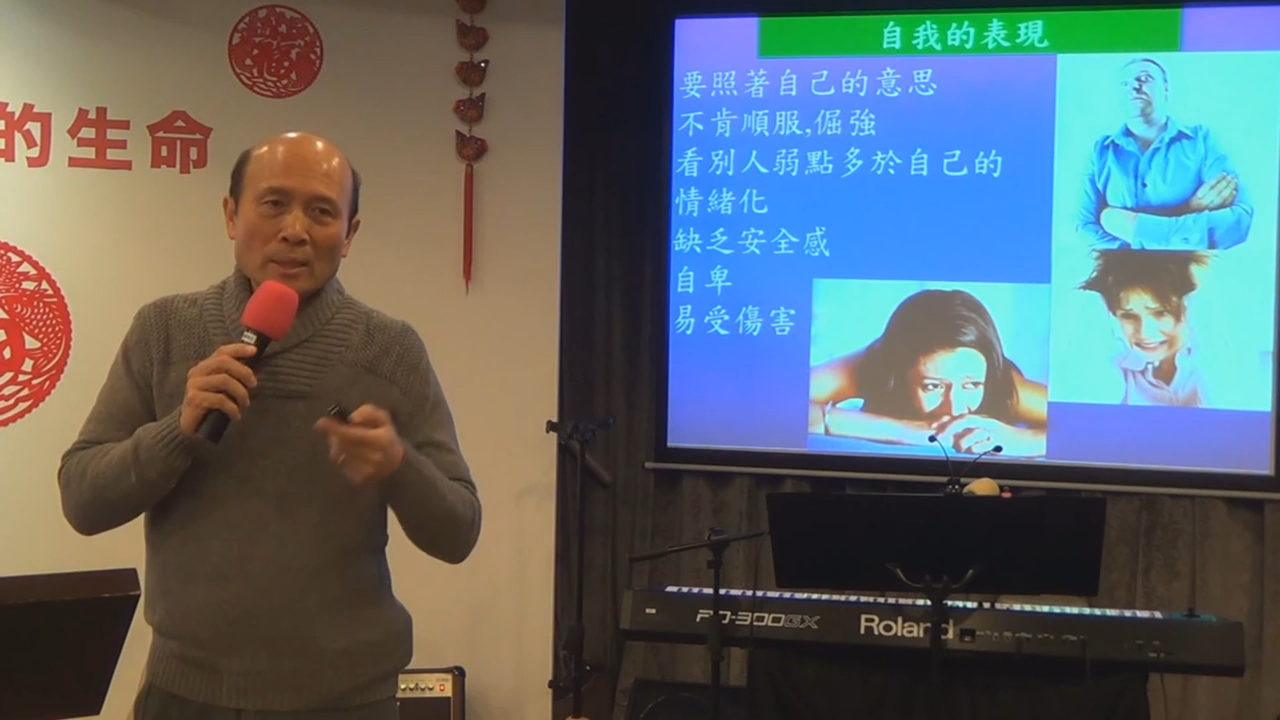 的生命
自我的表現
要照著自己的意思
不肯順服,倔強
看別人弱點多於自己的
情緒化
缺乏安全感
自卑
易受傷害
RD-300GX
Roland